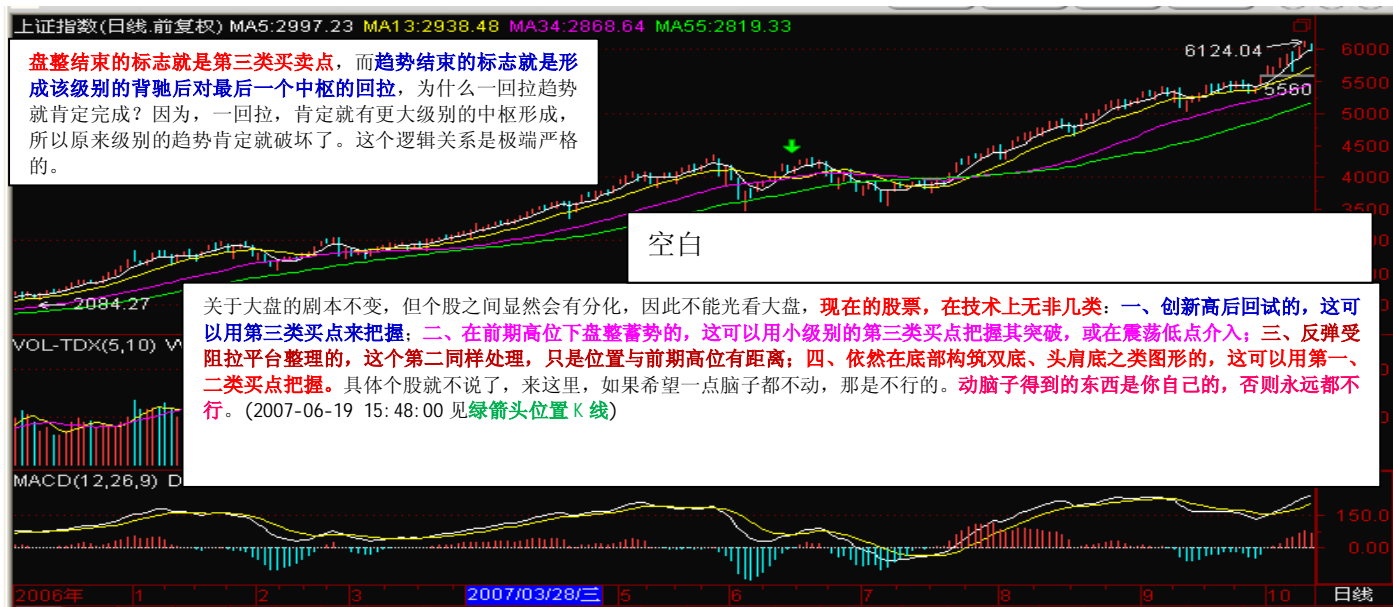 上证指数(日线.前复权) MA5:2997.23 MA13:2938.48 MA34:2868.64 MA55:2819.33
盘整结束的标志就是第三类买卖点，而趋势结束的标志就是形
成该级别的背驰后对最后一个中枢的回拉，为什么一回拉趋势
就肯定完成？因为，一回拉，肯定就有更大级别的中枢形成，
所以原来级别的趋势肯定就破坏了。这个逻辑关系是极端严格
的。
6124.04
6000
5500
5560
5000
4500
4000
3500
空白
2084.27
关于大盘的剧本不变，但个股之间显然会有分化，因此不能光看大盘，现在的股票，在技术上无非几类：一、创新高后回试的，这可
以用第三类买点来把握；二、在前期高位下盘整蓄势的，这可以用小级别的第三类买点把握其突破，或在震荡低点介入；三、反弹受
阻拉平台整理的，这个第二同样处理，只是位置与前期高位有距离；四、依然在底部构筑双底、头肩底之类图形的，这可以用第一、
二类买点把握。具体个股就不说了，来这里，如果希望一点脑子都不动，那是不行的。动脑子得到的东西是你自己的，否则永远都不
行。(2007-06-19 15:48:00 见绿箭头位置 K 线)
VOL-TDX(5,10)
MACD(12,26,9) D
150.0
0.00
2006年 1 2 3 2007/03/28/三 5 6 7 8 9 10 日线